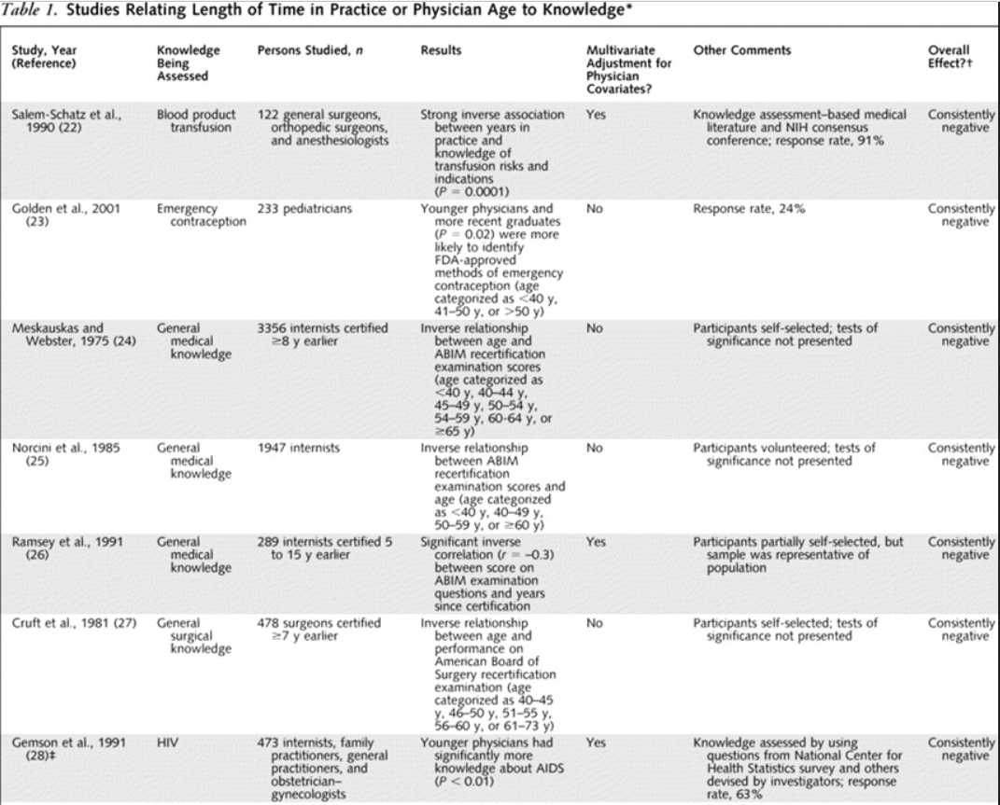 Table 1. Studies Relating Length of Time in Practice or Physician Age to Knowledge*
Study, Year
(Reference)
Knowledge
Being
Assessed
Persons Studied, n
Results
Multivariate
Adjustment for
Physician
Covariates?
Other Comments
Overall
Effect?†
Salem-Schatz et al.,
1990 (22)
Blood product
transfusion
122 general surgeons,
orthopedic surgeons,
and anesthesiologists
Strong inverse association
between years in
practice and
knowledge of
transfusion risks and
indications
(P = 0.0001)
Yes
Knowledge assessment–based medical
literature and NIH consensus
conference; response rate, 91%
Consistently
negative
Golden et al., 2001
(23)
Emergency
contraception
233 pediatricians
Younger physicians and
more recent graduates
(P = 0.02) were more
likely to identify
FDA-approved
methods of emergency
contraception (age
categorized as <40 y,
41–50 y, or >50 y)
No
Response rate, 24%
Consistently
negative
Meskauskas and
Webster, 1975 (24)
General
medical
knowledge
3356 internists certified
≥8 y earlier
Inverse relationship
between age and
ABIM recertification
examination scores
(age categorized as
<40 y, 40–44 y,
45–49 y, 50–54 y,
54–59 y, 60-64 y, or
≥65 y)
No
Participants self-selected; tests of
significance not presented
Consistently
negative
Norcini et al., 1985
(25)
General
medical
knowledge
1947 internists
Inverse relationship
between ABIM
recertification
examination scores and
age (age categorized
as <40 y, 40–49 y,
50–59 y, or ≥60 y)
No
Participants volunteered; tests of
significance not presented
Consistently
negative
Ramsey et al., 1991
(26)
General
medical
knowledge
289 internists certified 5
to 15 y earlier
Significant inverse
correlation (r = –0.3)
between score on
ABIM examination
questions and years
since certification
Yes
Participants partially self-selected, but
sample was representative of
population
Consistently
negative
Cruft et al., 1981 (27)
General
surgical
knowledge
478 surgeons certified
≥7 y earlier
Inverse relationship
between age and
performance on
American Board of
Surgery recertification
examination (age
categorized as 40–45
y, 46–50 y, 51–55 y,
56–60 y, or 61–73 y)
No
Participants self-selected; tests of
significance not presented
Consistently
negative
Gemson et al., 1991
(28)‡
HIV
473 internists, family
practitioners, general
practitioners, and
obstetrician–
gynecologists
Younger physicians had
significantly more
knowledge about AIDS
(P < 0.01)
Yes
Knowledge assessed by using
questions from National Center for
Health Statistics survey and others
devised by investigators; response
rate, 63%
Consistently
negative